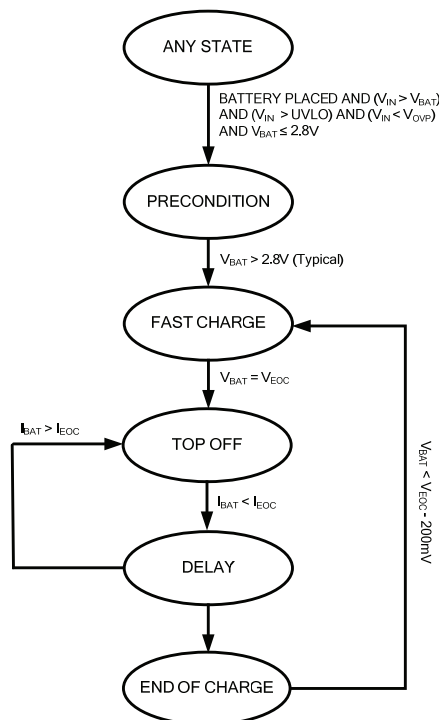 ANY STATE
BATTERY PLACED AND (VIN > VBAT)
AND (VIN > UVLO) AND (VIN < VOVP)
AND VBAT ≤ 2.8V
PRECONDITION
VBAT > 2.8V (Typical)
FAST CHARGE
VBAT = VEOC
IBAT > IEOC
TOP OFF
IBAT < IEOC
VBAT < VEOC - 200mV
DELAY
END OF CHARGE